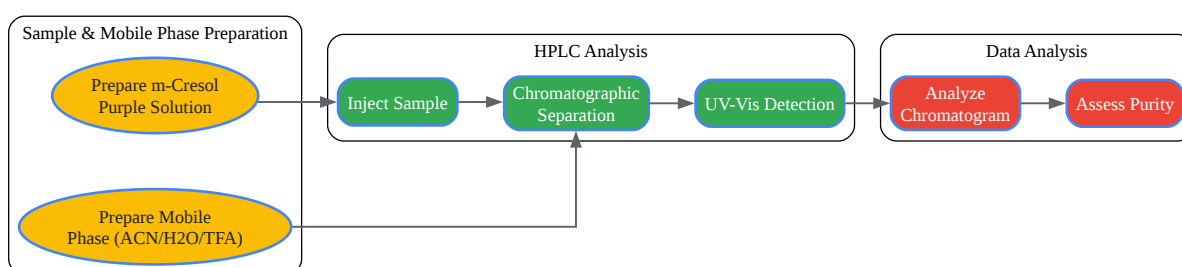 Sample & Mobile Phase Preparation
Prepare m-Cresol
Purple Solution
Prepare Mobile
Phase (ACN/H2O/TFA)
HPLC Analysis
Inject Sample
Chromatographic
Separation
UV-Vis Detection
Data Analysis
Analyze
Chromatogram
Assess Purity